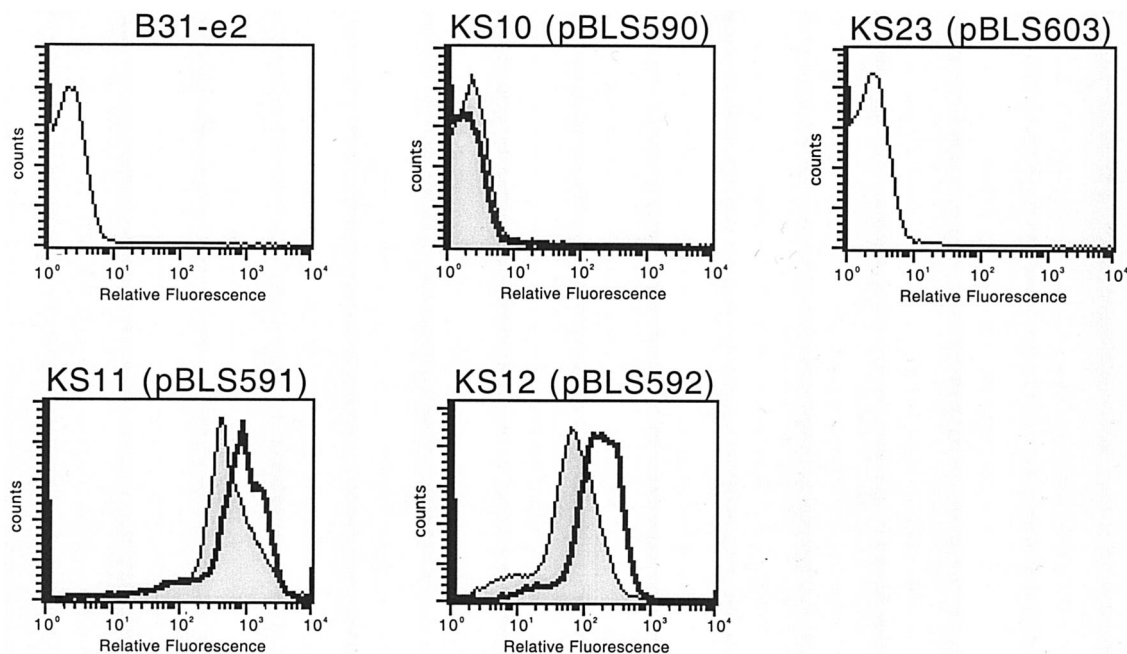 B31-e2 KS10 (pBLS590) KS23 (pBLS603)
counts counts counts
10⁰ 10¹ 10² 10³ 10⁴ 10⁰ 10¹ 10² 10³ 10⁴ 10⁰ 10¹ 10² 10³ 10⁴
Relative Fluorescence Relative Fluorescence Relative Fluorescence
KS11 (pBLS591) KS12 (pBLS592)
counts counts
10⁰ 10¹ 10² 10³ 10⁴ 10⁰ 10¹ 10² 10³ 10⁴
Relative Fluorescence Relative Fluorescence